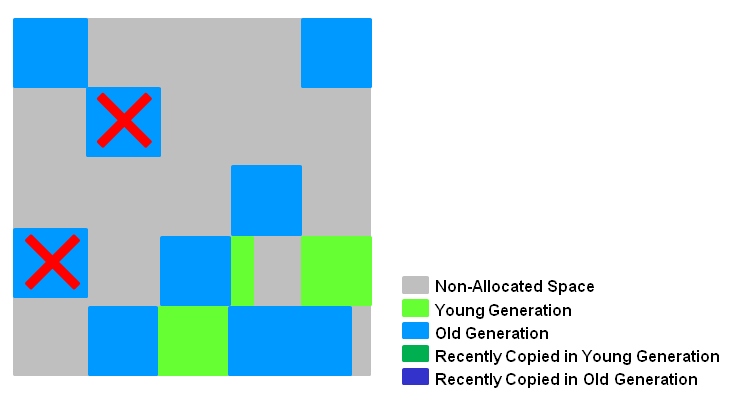 Non-Allocated Space
Young Generation
Old Generation
Recently Copied in Young Generation
Recently Copied in Old Generation